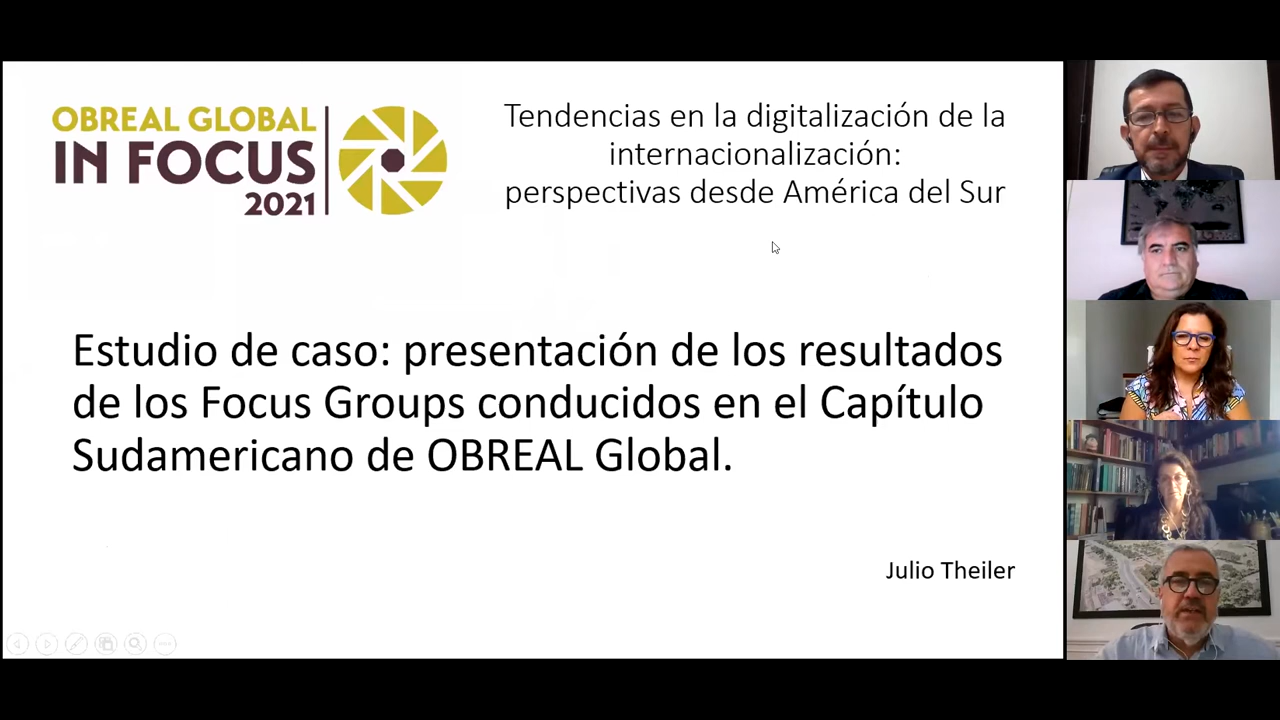 OBREAL GLOBAL
IN FOCUS
2021
Tendencias en la digitalización de la
internacionalización:
perspectivas desde América del Sur
Estudio de caso: presentación de los resultados
de los Focus Groups conducidos en el Capítulo
Sudamericano de OBREAL Global.
Julio Theiler